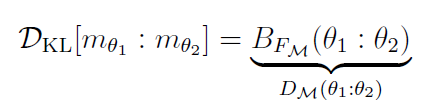 𝒟_KL[m_θ₁ : m_θ₂] = B_{F_ℳ}(θ₁ : θ₂)
D_ℳ(θ₁:θ₂)